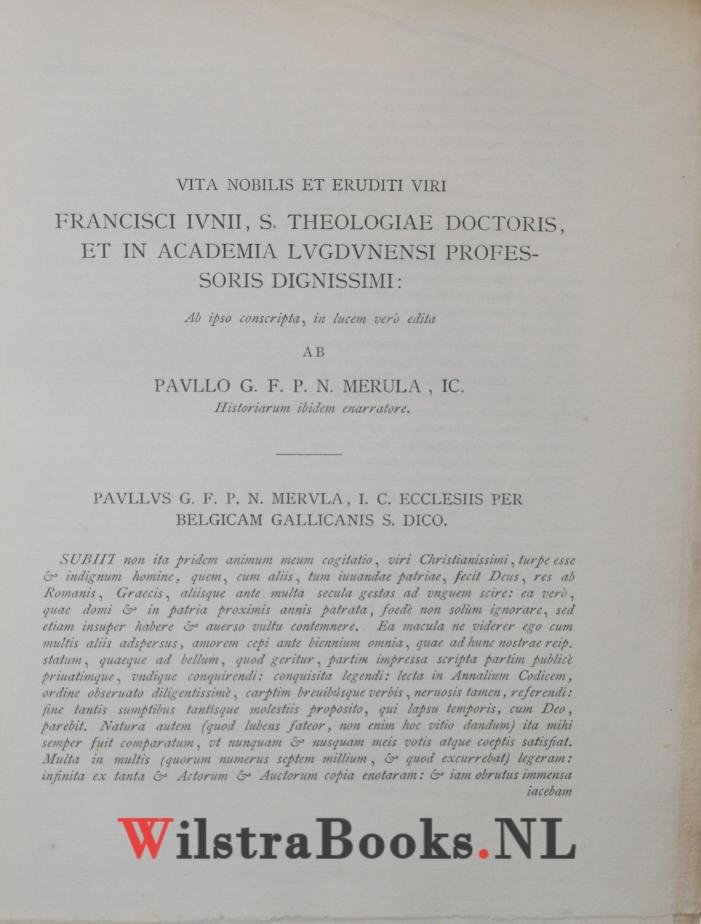 VITA NOBILIS ET ERUDITI VIRI
FRANCISCI IVNII, S. THEOLOGIAE DOCTORIS,
ET IN ACADEMIA LVGDVNENSI PROFES-
SORIS DIGNISSIMI:
Ab ipso conscripta, in lucem verò edita
AB
PAVLLO G. F. P. N. MERULA, IC.
Historiarum ibidem enarratore.
PAVLLVS G. F. P. N. MERVLA, I. C. ECCLESIIS PER
BELGICAM GALLICANIS S. DICO.
SUBIIT non ita pridem animum meum cogitatio, viri Christianissimi, turpe esse
& indignum homine, quem, cum aliis, tum iuuandae patriae, fecit Deus, res ab
Romanis, Graecis, aliisque ante multa secula gestas ad vnguem scire: ea verò,
quae domi & in patria proximis annis patrata, foedè non solùm ignorare, sed
etiam insuper habere & auerso vultu contemnere. Ea macula ne viderer ego cum
multis aliis adspersus, amorem cepi ante biennium omnia, quae ad hunc nostrae reip.
statum, quaeque ad bellum, quod geritur, partim impressa scripta partim publicè
priuatimque, vndique conquirendi: conquisita legendi: lecta in Annalium Codicem,
ordine obseruato diligentissimè, carptim breuibúsque verbis, neruosis tamen, referendi:
fine tantis sumptibus tantisque molestiis proposito, qui lapsu temporis, cum Deo,
parebit. Natura autem (quod lubens fateor, non enim hoc vitio dandum) ita mihi
semper fuit comparatum, vt nunquam & nusquam meis votis atque coeptis satisfiat.
Multa in multis (quorum numerus septem millium, & quod excurrebat) legeram:
infinita ex tanta & Actorum & Auctorum copia enotaram: & iam obrutus immensa
iacebam
WilstraBooks.NL